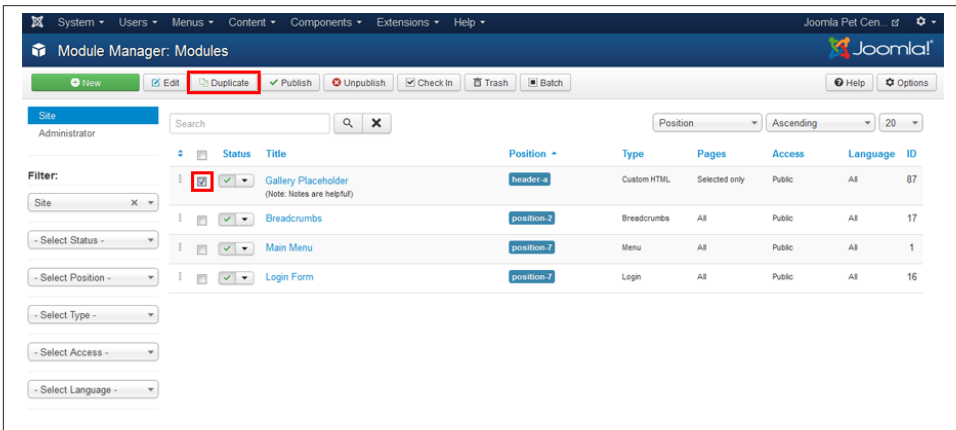 System Users Menus Content Components Extensions Help Joomla Pet Cen...
Module Manager: Modules Joomla!
New Edit Duplicate Publish Unpublish Check In Trash Batch Help Options
Site
Administrator
Search Position Ascending 20
Status Title Position Type Pages Access Language ID
Filter:
Gallery Placeholder header-a Custom HTML Selected only Public All 87
(Note: Notes are helpful!)
Site
Breadcrumbs position-2 Breadcrumbs All Public All 17
- Select Status -
Main Menu position-7 Menu All Public All 1
- Select Position -
Login Form position-7 Login All Public All 16
- Select Type -
- Select Access -
- Select Language -